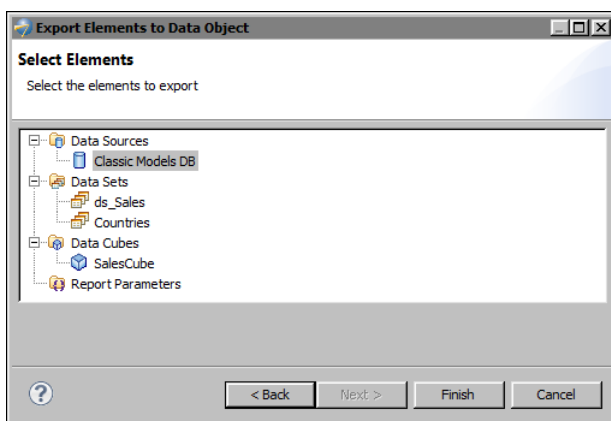 Export Elements to Data Object
Select Elements
Select the elements to export
Data Sources
Classic Models DB
Data Sets
ds_Sales
Countries
Data Cubes
SalesCube
Report Parameters
?
< Back Next > Finish Cancel